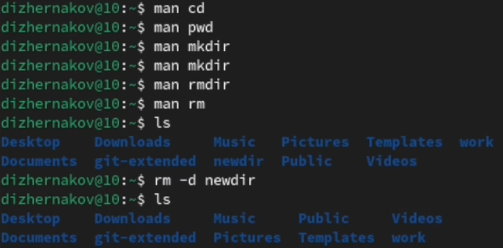 dizhernakov@10:~$ man cd
dizhernakov@10:~$ man pwd
dizhernakov@10:~$ man mkdir
dizhernakov@10:~$ man mkdir
dizhernakov@10:~$ man rmdir
dizhernakov@10:~$ man rm
dizhernakov@10:~$ ls
Desktop Downloads Music Pictures Templates work
Documents git-extended newdir Public Videos
dizhernakov@10:~$ rm -d newdir
dizhernakov@10:~$ ls
Desktop Downloads Music Public Videos
Documents git-extended Pictures Templates work